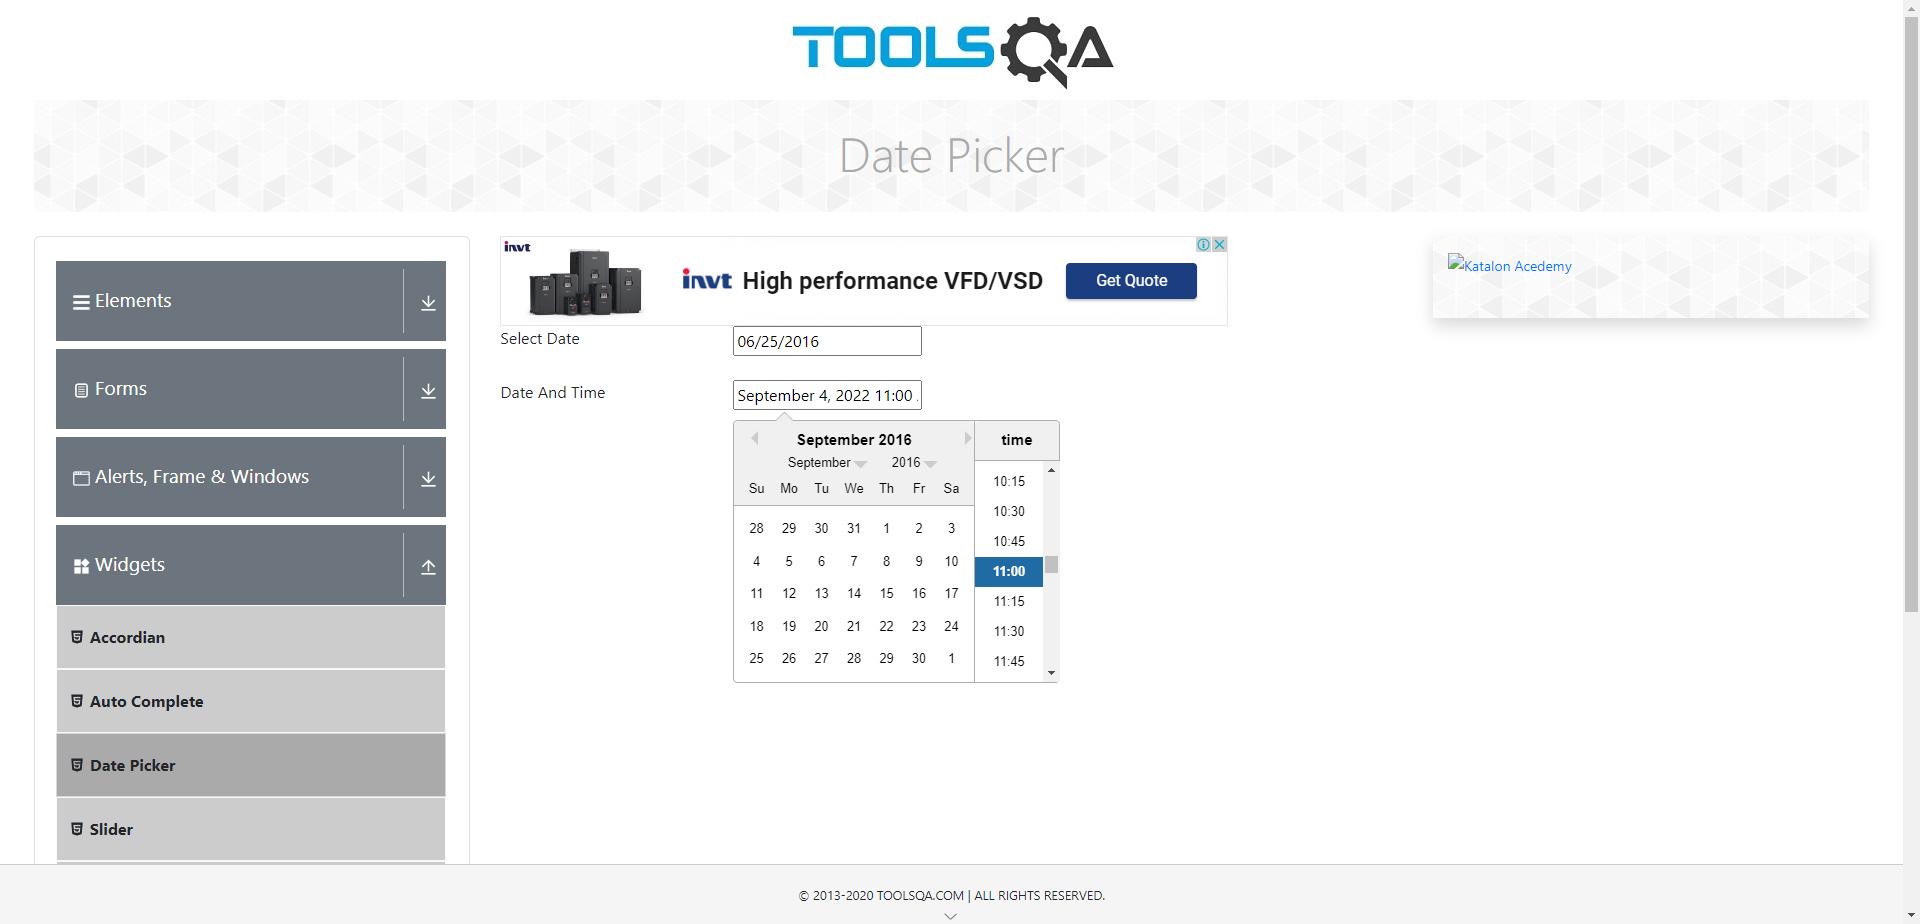 TOOLSQA
Date Picker
Elements
Forms
Alerts, Frame & Windows
Widgets
Accordian
Auto Complete
Date Picker
Slider
invt
invt High performance VFD/VSD
Get Quote
Select Date
06/25/2016
Date And Time
September 4, 2022 11:00
September 2016
September 2016
Su Mo Tu We Th Fr Sa
28 29 30 31 1 2 3
4 5 6 7 8 9 10
11 12 13 14 15 16 17
18 19 20 21 22 23 24
25 26 27 28 29 30 1
time
10:15
10:30
10:45
11:00
11:15
11:30
11:45
Katalon Acedemy
© 2013-2020 TOOLSQA.COM | ALL RIGHTS RESERVED.